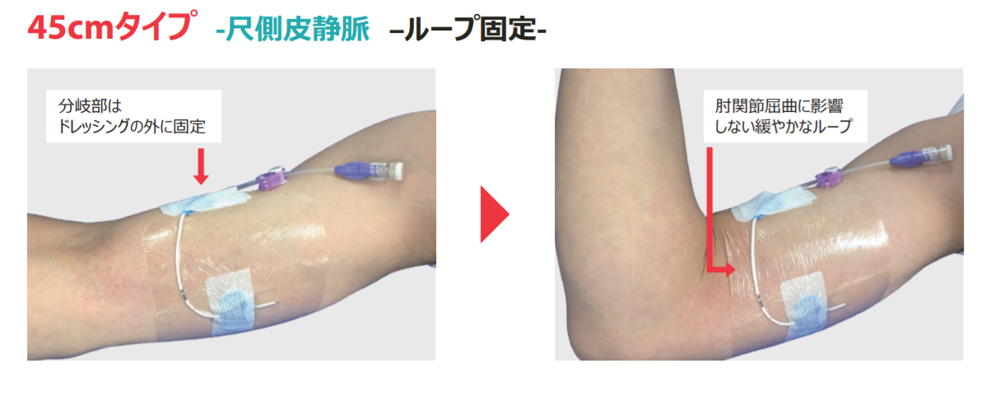 45cmタイプ -尺側皮静脈 –ループ固定-
分岐部は
ドレッシングの外に固定
肘関節屈曲に影響
しない緩やかなループ